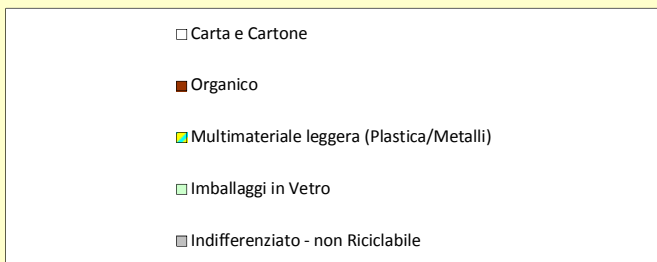 Carta e Cartone
Organico
Multimateriale leggera (Plastica/Metalli)
Imballaggi in Vetro
Indifferenziato - non Riciclabile